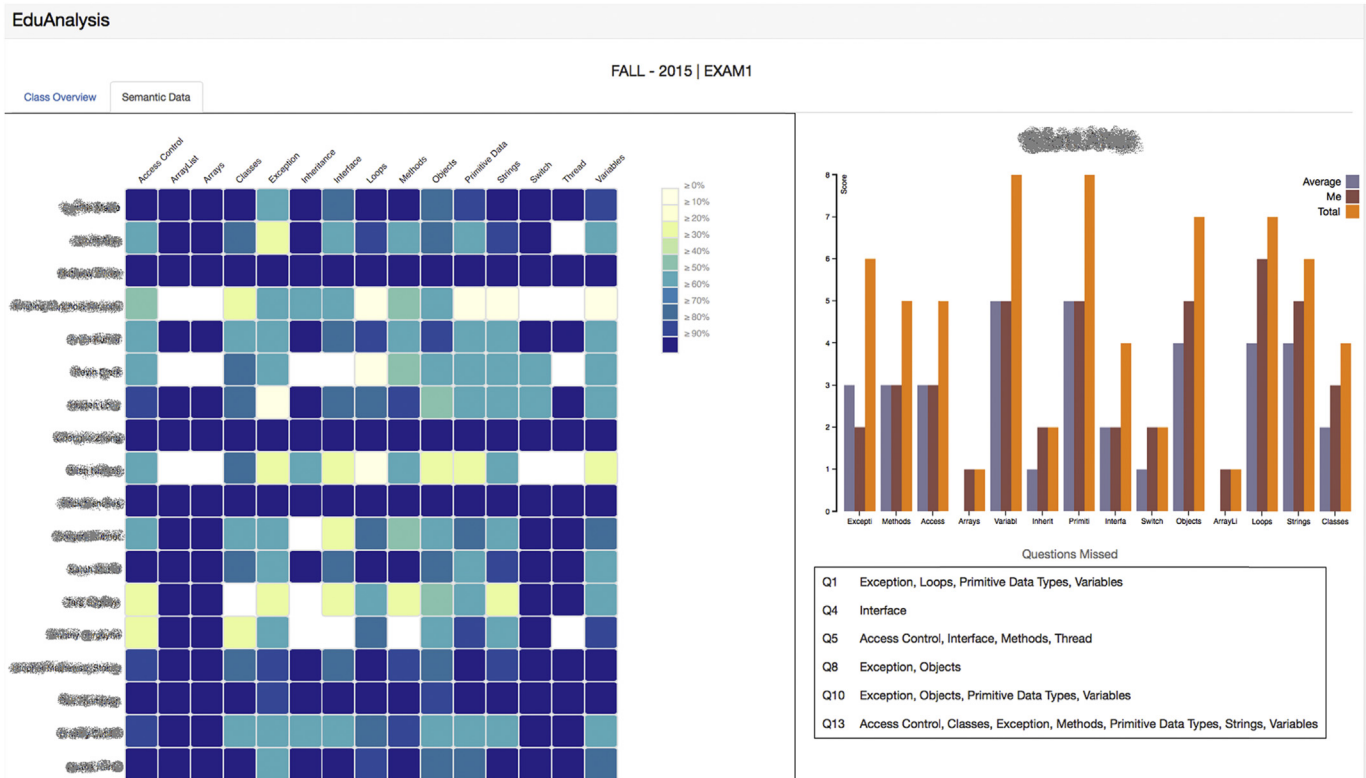 EduAnalysis
FALL - 2015 | EXAM1
Class Overview
Semantic Data
Access Control
ArrayList
Arrays
Classes
Exception
Inheritance
Interface
Loops
Methods
Objects
Primitive Data
Strings
Switch
Thread
Variables
≥0%
≥10%
≥20%
≥30%
≥40%
≥50%
≥60%
≥70%
≥80%
≥90%
Score
8
7
6
5
4
3
2
1
0
Average
Me
Total
Excepti
Methods
Access
Arrays
Variabl
Inherit
Primiti
Interfa
Switch
Objects
ArrayLi
Loops
Strings
Classes
Questions Missed
Q1 Exception, Loops, Primitive Data Types, Variables
Q4 Interface
Q5 Access Control, Interface, Methods, Thread
Q8 Exception, Objects
Q10 Exception, Objects, Primitive Data Types, Variables
Q13 Access Control, Classes, Exception, Methods, Primitive Data Types, Strings, Variables